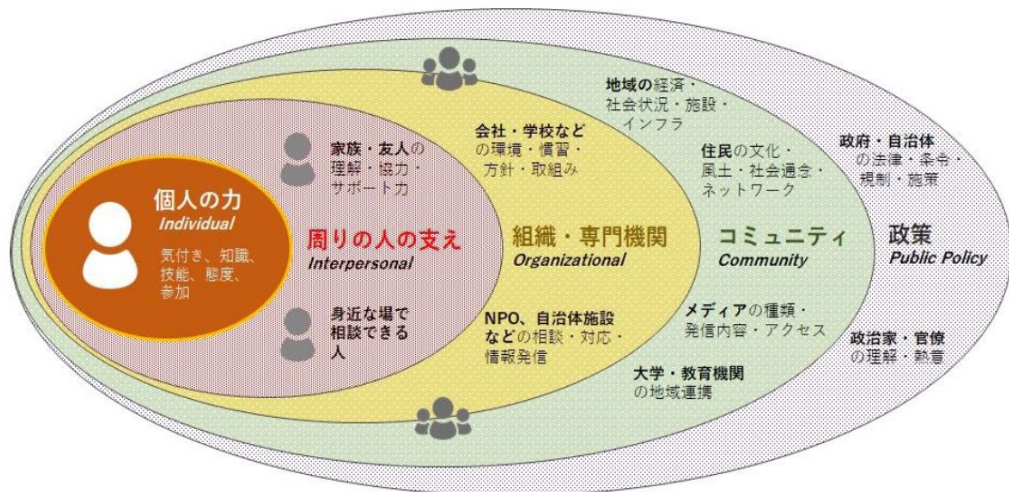 個人の力
Individual
気付き、知識、
技能、態度、
参加
家族・友人の
理解・協力・
サポート力
周りの人の支え
Interpersonal
身近な場で
相談できる
人
会社・学校など
の環境・慣習・
方針・取組み
組織・専門機関
Organizational
NPO、自治体施設
などの相談・対応・
情報発信
地域の経済・
社会状況・施設・
インフラ
住民の文化・
風土・社会通念・
ネットワーク
コミュニティ
Community
メディアの種類・
発信内容・アクセス
大学・教育機関
の地域連携
政府・自治体
の法律・条令・
規制・施策
政策
Public Policy
政治家・官僚
の理解・熱意